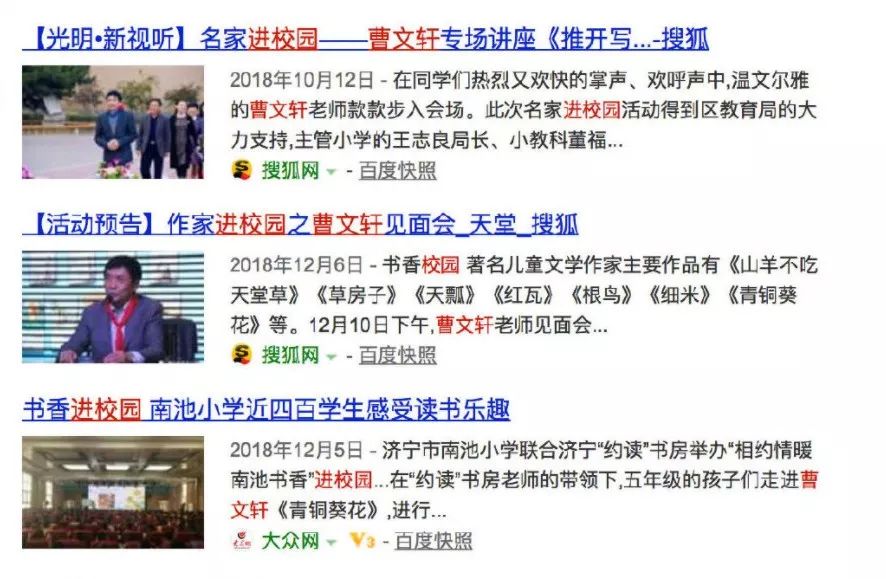 【光明•新视听】名家进校园——曹文轩专场讲座《推开写...-搜狐
2018年10月12日 - 在同学们热烈又欢快的掌声、欢呼声中,温文尔雅
的曹文轩老师款款步入会场。此次名家进校园活动得到区教育局的大
力支持,主管小学的王志良局长、小教科董福...
搜狐网 - 百度快照
【活动预告】作家进校园之曹文轩见面会_天堂_搜狐
2018年12月6日 - 书香校园 著名儿童文学作家主要作品有《山羊不吃
天堂草》《草房子》《天瓢》《红瓦》《根鸟》《细米》《青铜葵
花》等。12月10日下午,曹文轩老师见面会...
搜狐网 - 百度快照
书香进校园 南池小学近四百学生感受读书乐趣
2018年12月5日 - 济宁市南池小学联合济宁“约读”书房举办“相约情暖
南池书香”进校园...在“约读”书房老师的带领下,五年级的孩子们走进曹
文轩《青铜葵花》,进行...
大众网 V3 - 百度快照